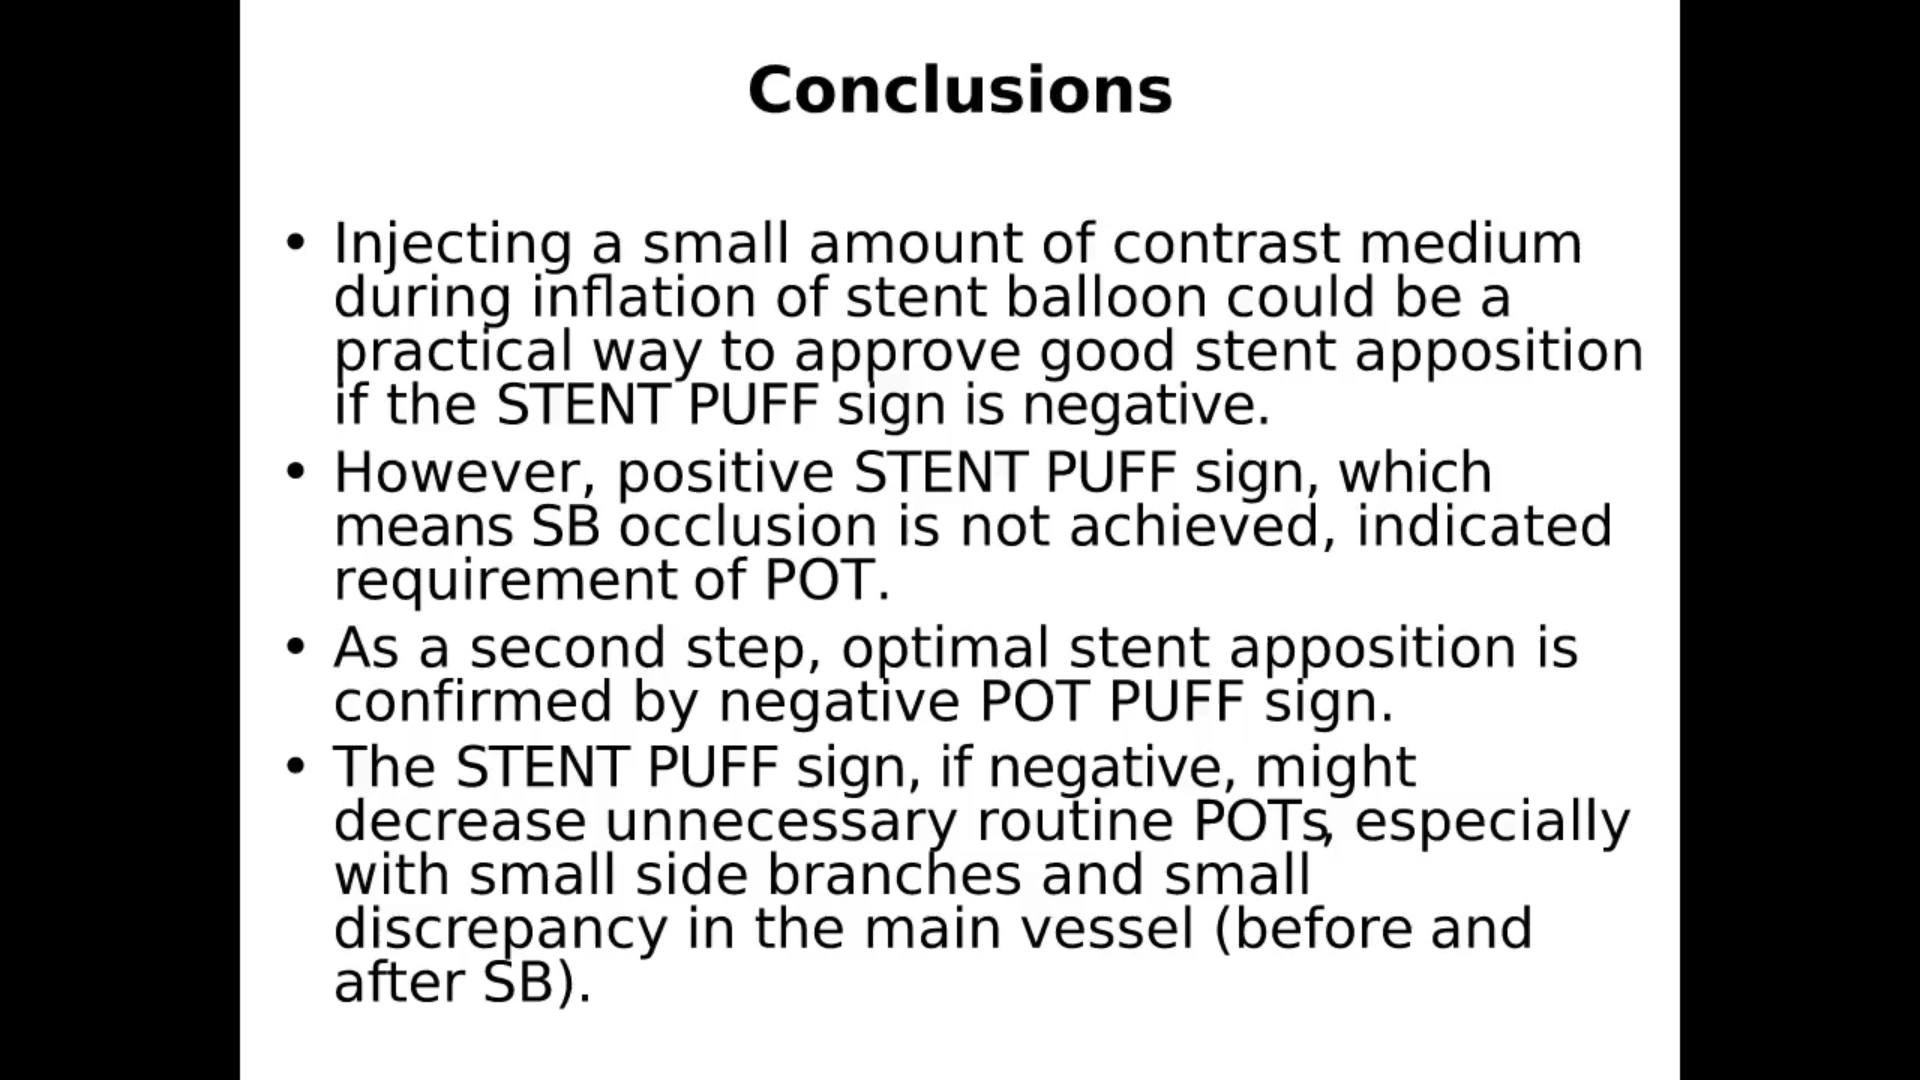 Conclusions
• Injecting a small amount of contrast medium
during inflation of stent balloon could be a
practical way to approve good stent apposition
if the STENT PUFF sign is negative.
• However, positive STENT PUFF sign, which
means SB occlusion is not achieved, indicated
requirement of POT.
• As a second step, optimal stent apposition is
confirmed by negative POT PUFF sign.
• The STENT PUFF sign, if negative, might
decrease unnecessary routine POTs, especially
with small side branches and small
discrepancy in the main vessel (before and
after SB).